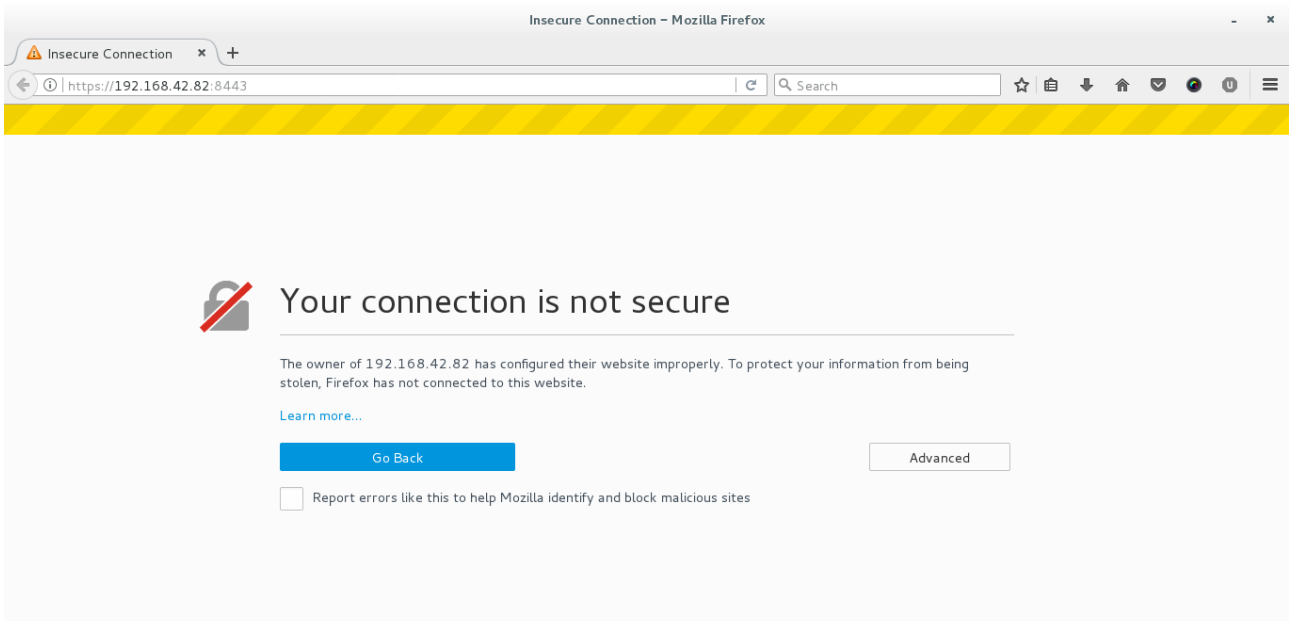 Insecure Connection – Mozilla Firefox
Insecure Connection
https://192.168.42.82:8443
Search
Your connection is not secure
The owner of 192.168.42.82 has configured their website improperly. To protect your information from being
stolen, Firefox has not connected to this website.
Learn more...
Go Back
Advanced
Report errors like this to help Mozilla identify and block malicious sites